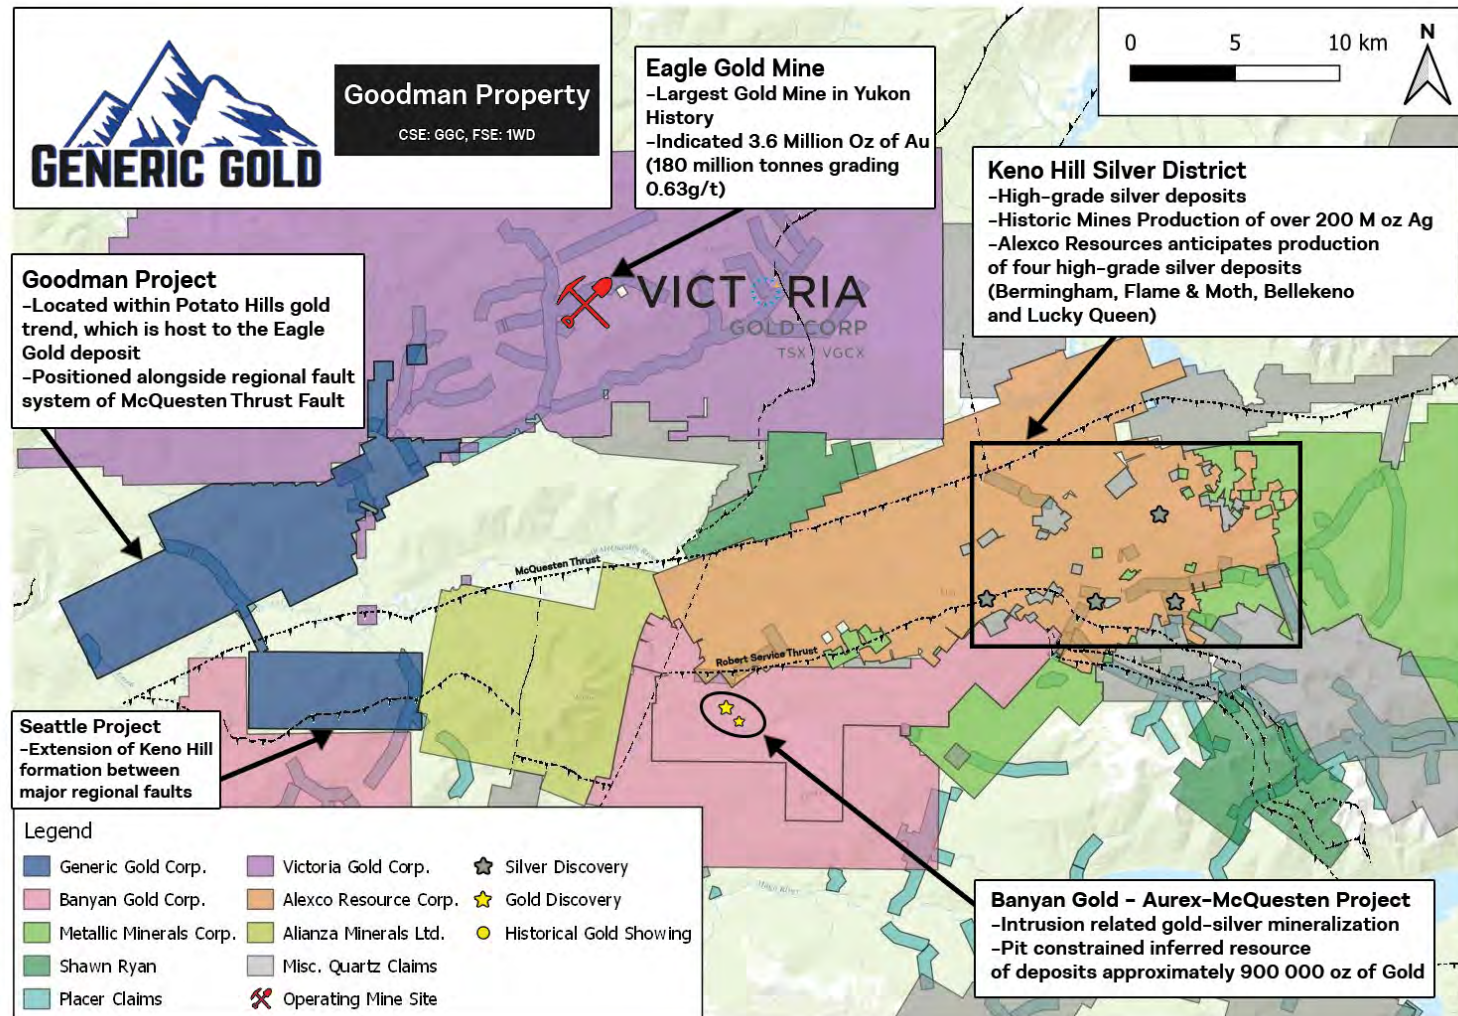 GENERIC GOLD
Goodman Property
CSE: GGC, FSE: 1WD
Eagle Gold Mine
-Largest Gold Mine in Yukon
History
-Indicated 3.6 Million Oz of Au
(180 million tonnes grading
0.63g/t)
0 5 10 km
N
Keno Hill Silver District
-High-grade silver deposits
-Historic Mines Production of over 200 M oz Ag
-Alexco Resources anticipates production
of four high-grade silver deposits
(Bermingham, Flame & Moth, Bellekeno
and Lucky Queen)
Goodman Project
-Located within Potato Hills gold
trend, which is host to the Eagle
Gold deposit
-Positioned alongside regional fault
system of McQuesten Thrust Fault
VICTORIA
GOLD CORP
TSX VGCX
McQuesten Thrust
Robert Service Thrust
Seattle Project
-Extension of Keno Hill
formation between
major regional faults
Legend
Generic Gold Corp.
Banyan Gold Corp.
Metallic Minerals Corp.
Shawn Ryan
Placer Claims
Victoria Gold Corp.
Alexco Resource Corp.
Alianza Minerals Ltd.
Misc. Quartz Claims
Operating Mine Site
Silver Discovery
Gold Discovery
Historical Gold Showing
Banyan Gold - Aurex-McQuesten Project
-Intrusion related gold-silver mineralization
-Pit constrained inferred resource
of deposits approximately 900 000 oz of Gold